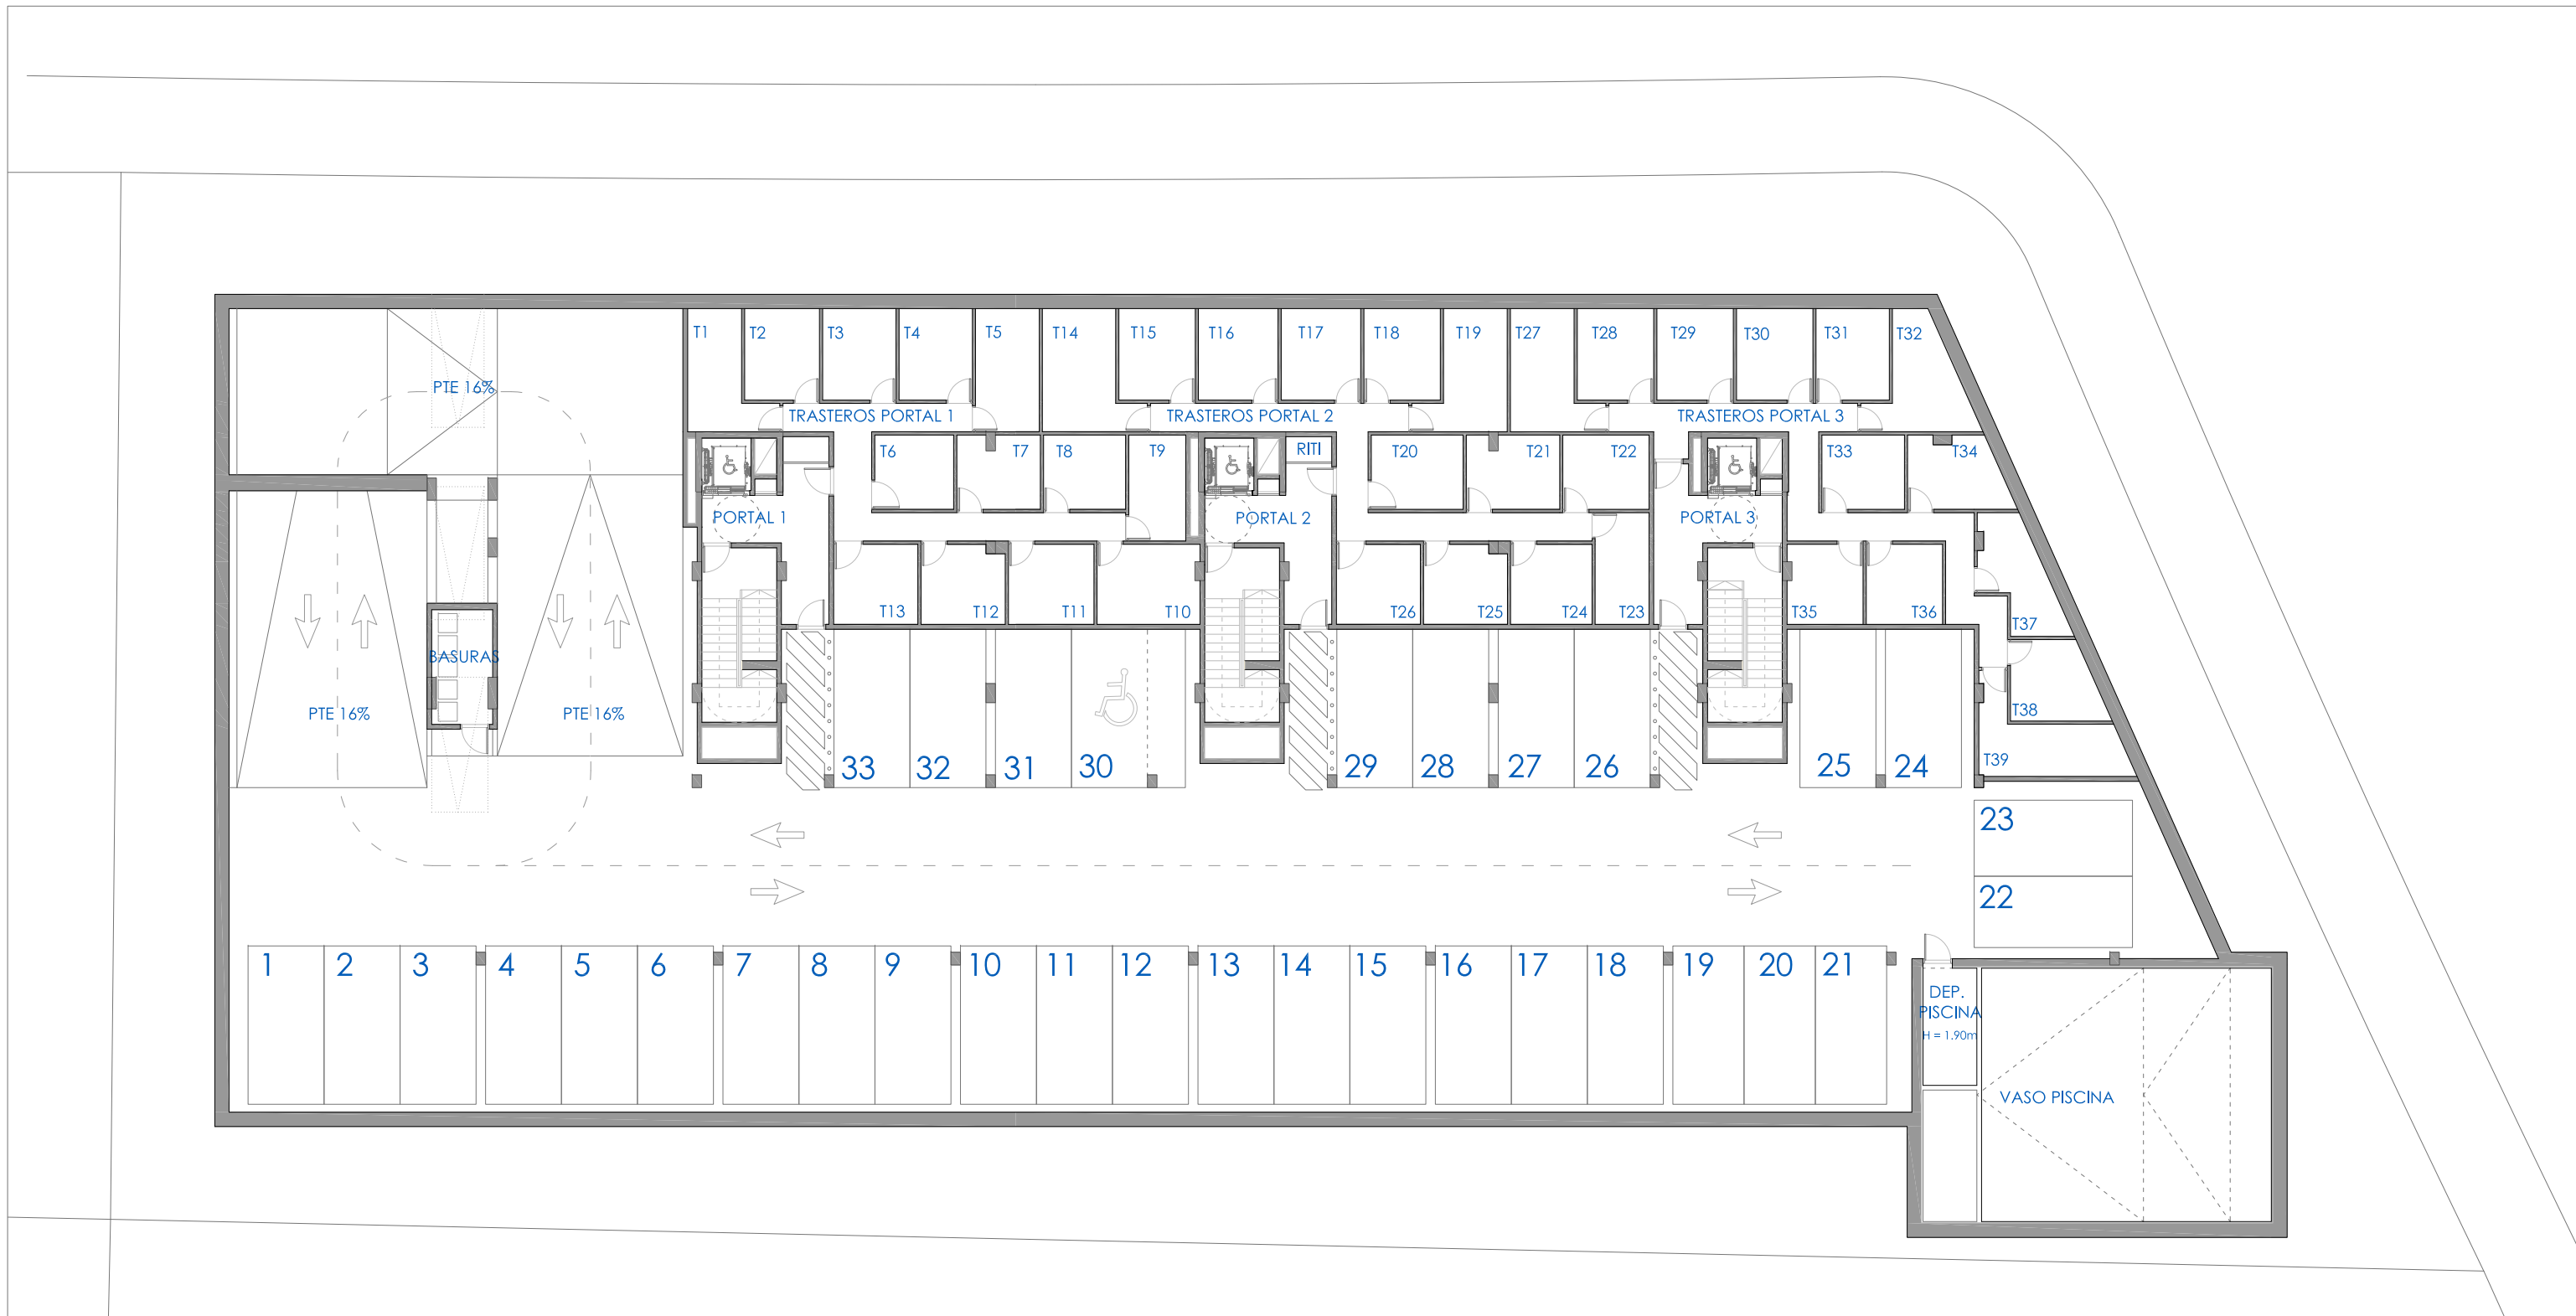 T1 T2 T3 T4 T5 T14 T15 T16 T17 T18 T19 T27 T28 T29 T30 T31 T32
PTE 16%
TRASTEROS PORTAL 1 TRASTEROS PORTAL 2 TRASTEROS PORTAL 3
T6 T7 T8 T9 RITI T20 T21 T22 T33 T34
PORTAL 1 PORTAL 2 PORTAL 3
T13 T12 T11 T10 T26 T25 T24 T23 T35 T36
T37
BASURAS
PTE 16% PTE 16% T38
33 32 31 30 29 28 27 26 25 24 T39
23
22
1 2 3 4 5 6 7 8 9 10 11 12 13 14 15 16 17 18 19 20 21
DEP.
PISCINA
H = 1.90m
VASO PISCINA